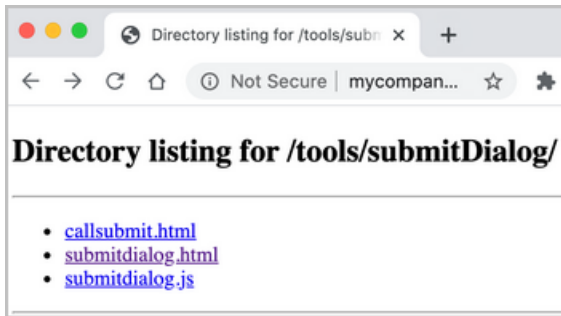 Directory listing for /tools/subm
Not Secure | mycompan...
Directory listing for /tools/submitDialog/
callsubmit.html
submitdialog.html
submitdialog.js